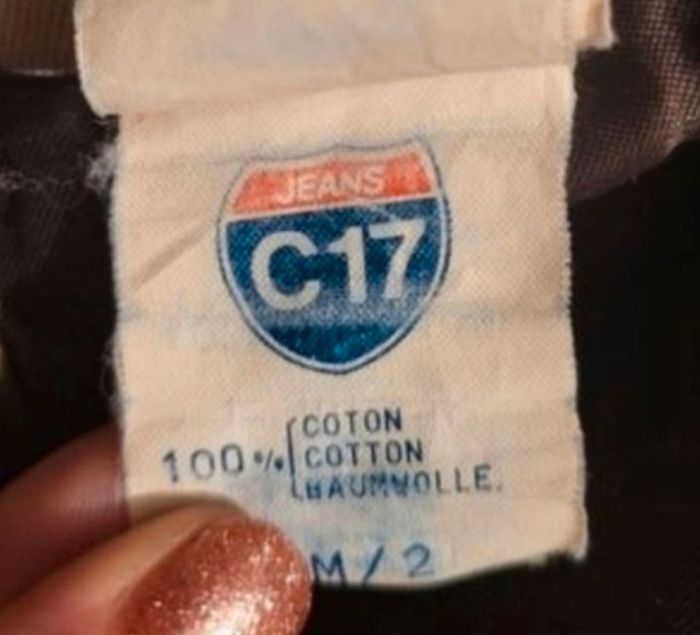 JEANS
C17
100% COTON
COTTON
BAUMWOLLE.
M/2